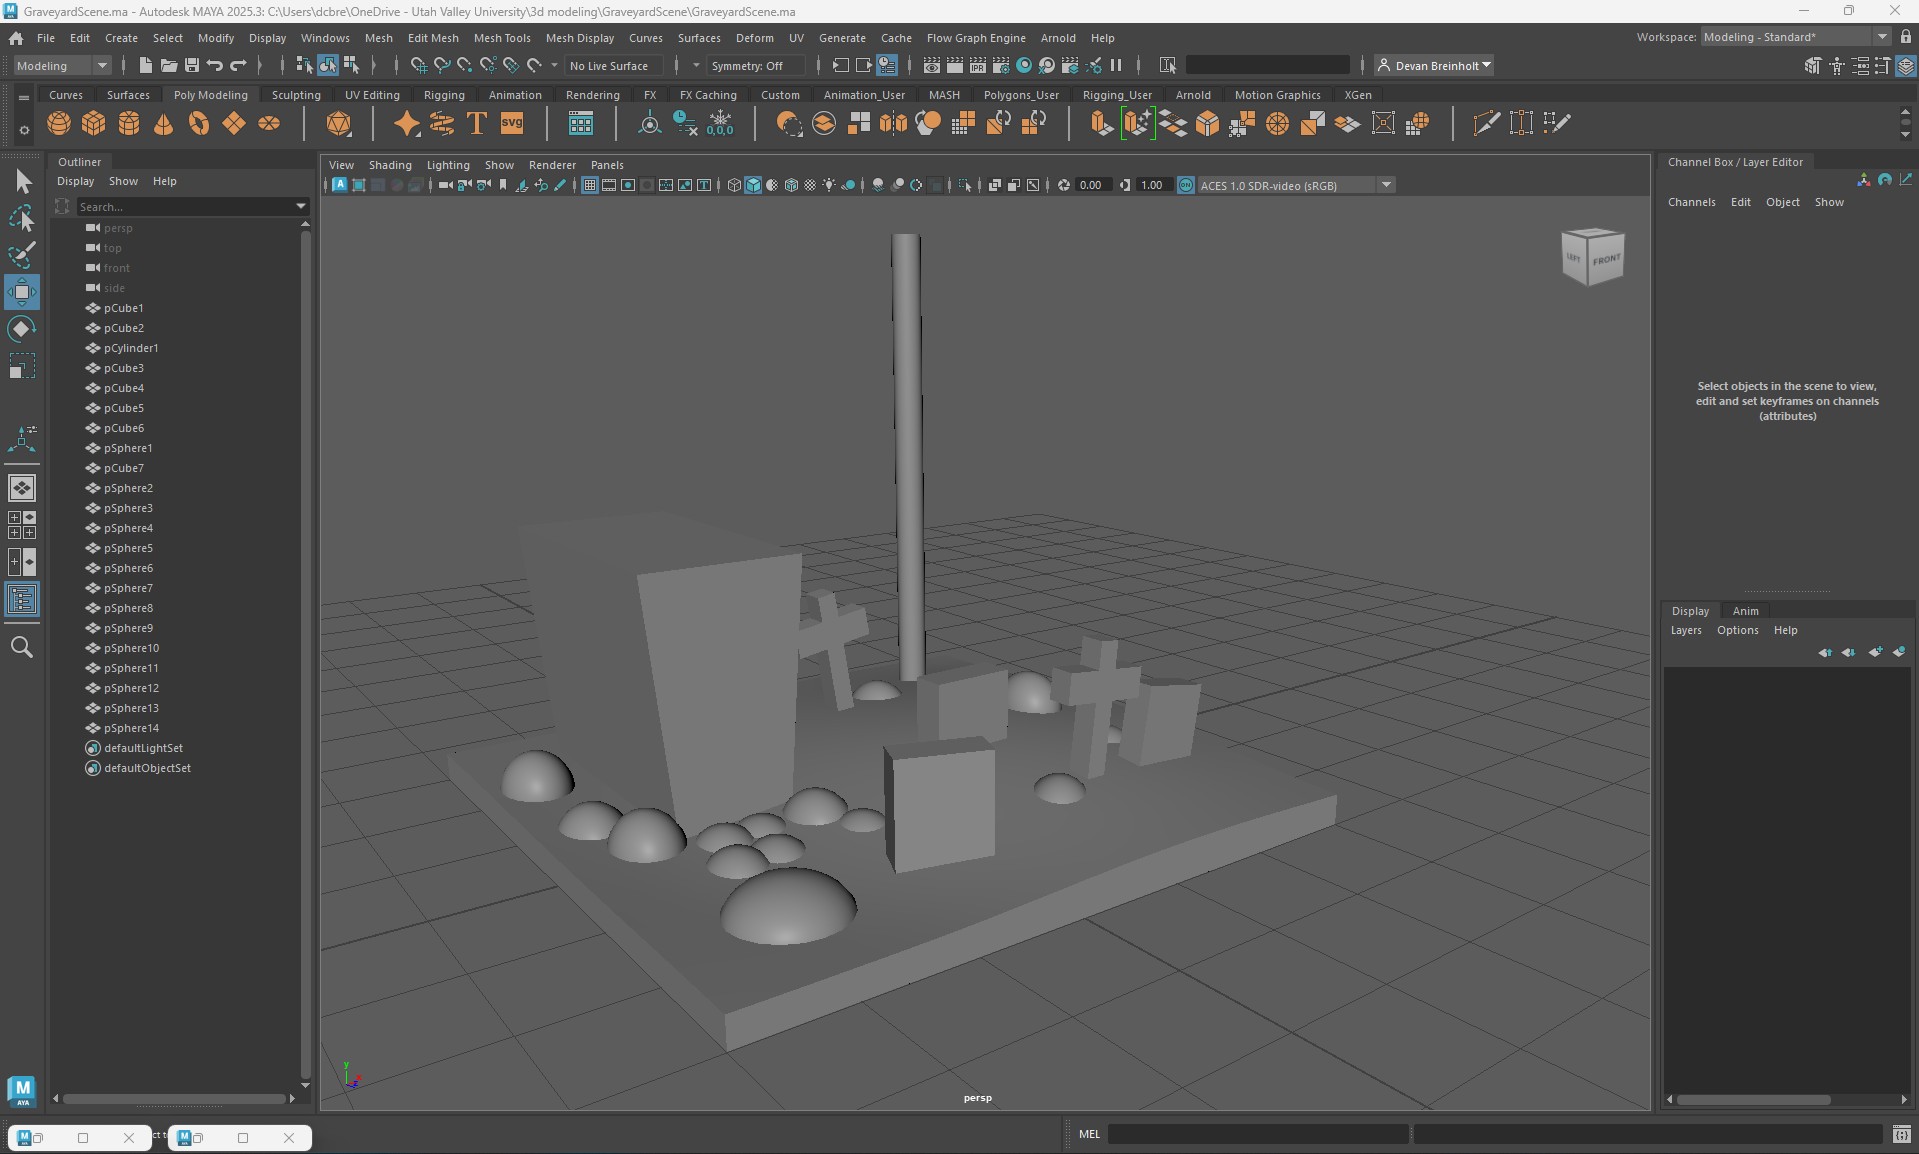 GraveyardScene.ma - Autodesk MAYA 2025.3: C:\Users\dcbre\OneDrive - Utah Valley University\3d modeling\GraveyardScene\GraveyardScene.ma
File Edit Create Select Modify Display Windows Mesh Edit Mesh Mesh Tools Mesh Display Curves Surfaces Deform UV Generate Cache Flow Graph Engine Arnold Help
Workspace: Modeling - Standard*
Modeling
No Live Surface
Symmetry: Off
IPR
Devan Breinholt
Curves Surfaces Poly Modeling Sculpting UV Editing Rigging Animation Rendering FX FX Caching Custom Animation_User MASH Polygons_User Rigging_User Arnold Motion Graphics XGen
T
svg
0,0,0
Outliner
Display Show Help
Search...
persp
top
front
side
pCube1
pCube2
pCylinder1
pCube3
pCube4
pCube5
pCube6
pSphere1
pCube7
pSphere2
pSphere3
pSphere4
pSphere5
pSphere6
pSphere7
pSphere8
pSphere9
pSphere10
pSphere11
pSphere12
pSphere13
pSphere14
defaultLightSet
defaultObjectSet
View Shading Lighting Show Renderer Panels
0.00
1.00
ON
ACES 1.0 SDR-video (sRGB)
LEFT
FRONT
y
x
z
persp
Channel Box / Layer Editor
Channels Edit Object Show
Select objects in the scene to view,
edit and set keyframes on channels
(attributes)
Display Anim
Layers Options Help
M
AYA
ct t
MEL